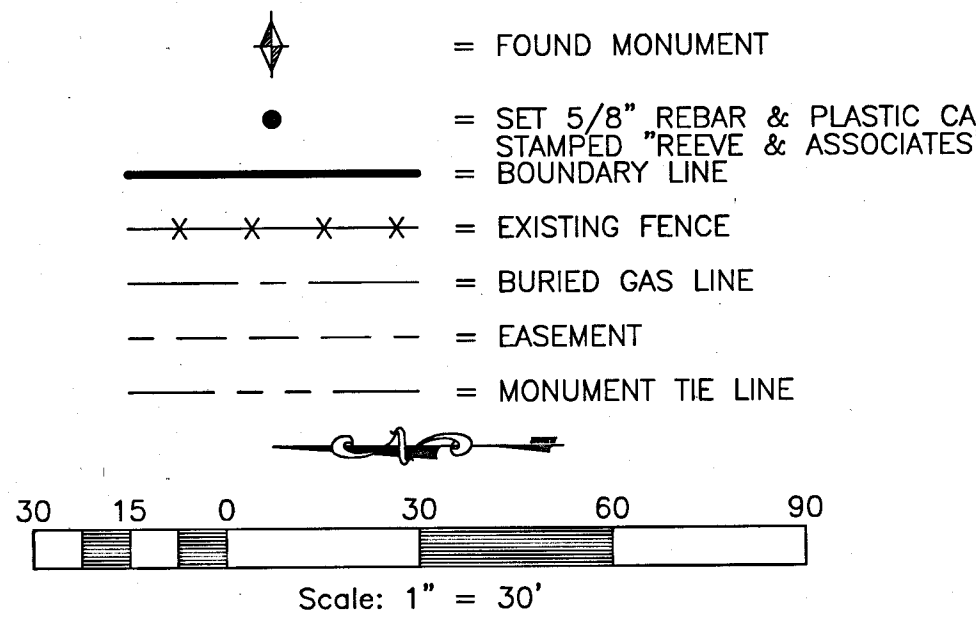 = FOUND MONUMENT
= SET 5/8" REBAR & PLASTIC CA
STAMPED "REEVE & ASSOCIATES
= BOUNDARY LINE
= EXISTING FENCE
= BURIED GAS LINE
= EASEMENT
= MONUMENT TIE LINE
N
30 15 0 30 60 90
Scale: 1" = 30'